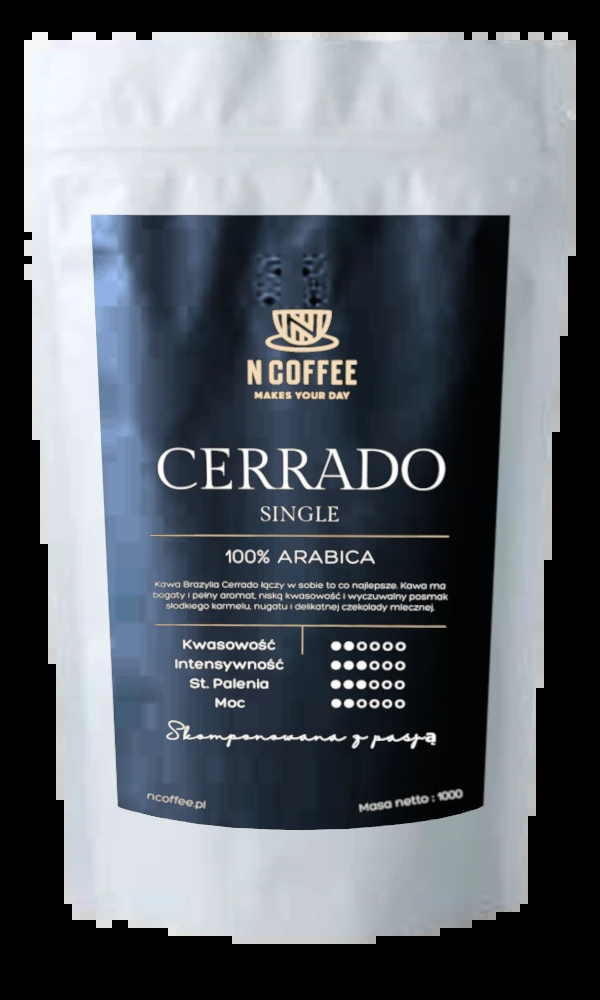 N COFFEE
MAKES YOUR DAY
CERRADO
SINGLE
100% ARABICA
Kawa Brazylia Cerrado łączy w sobie to co najlepsze. Kawa ma
bogaty i pełny aromat, niską kwasowość i wyczuwalny posmak
słodkiego karmelu, nugatu i delikatnej czekolady mlecznej.
Kwasowość
Intensywność
St. Palenia
Moc
Skomponowana z pasją
ncoffee.pl
Masa netto : 1000